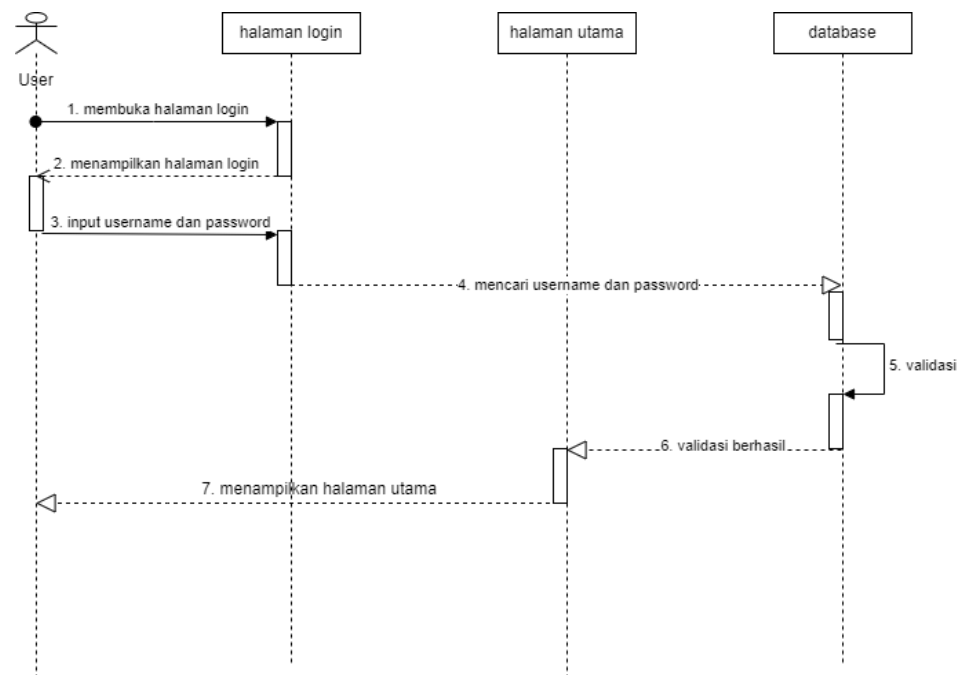 halaman login
halaman utama
database
User
1. membuka halaman login
2. menampilkan halaman login
3. input username dan password
4. mencari username dan password
5. validasi
6. validasi berhasil
7. menampilkan halaman utama